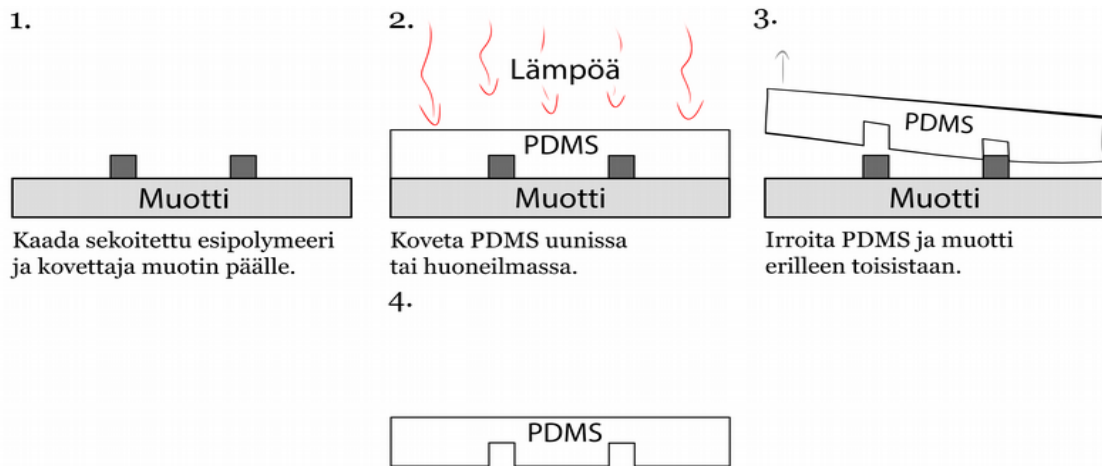 1.
Muotti
Kaada sekoitettu esipolymeeri
ja kovettaja muotin päälle.
2.
Lämpöä
PDMS
Muotti
Koveta PDMS uunissa
tai huoneilmassa.
3.
PDMS
Muotti
Irroita PDMS ja muotti
erilleen toisistaan.
4.
PDMS